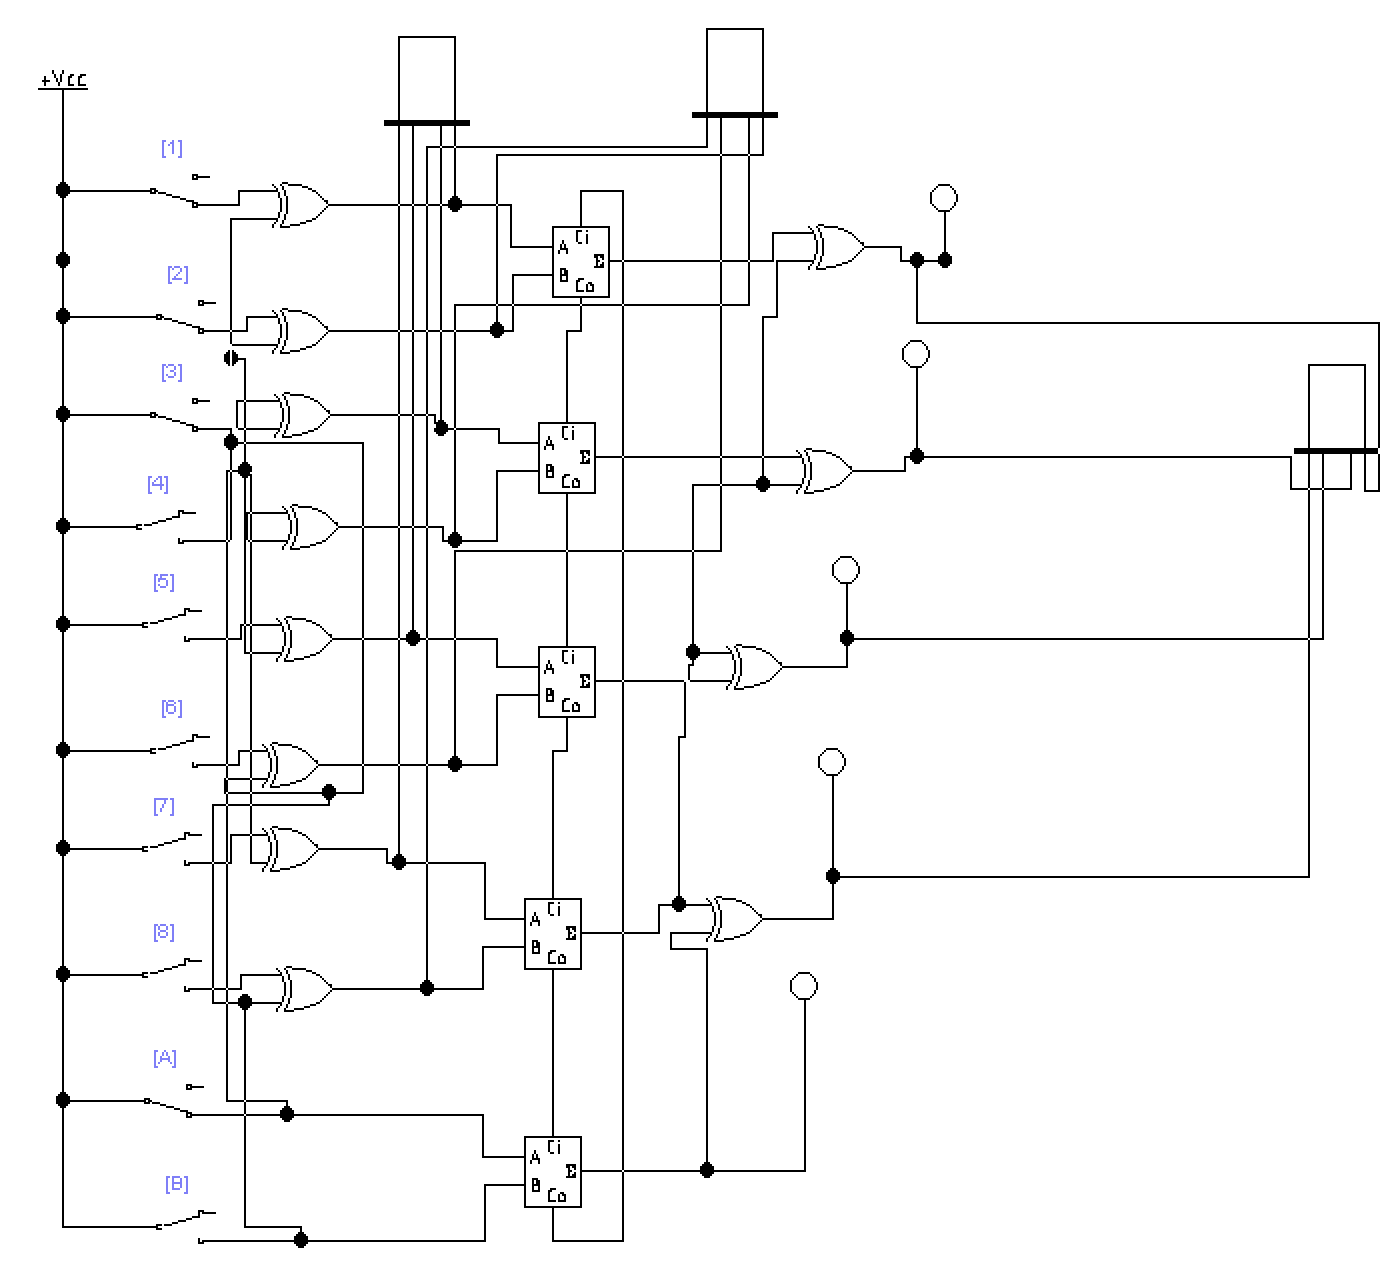 +Vcc
[1]
[2]
Ci
A
Σ
B
Co
[3]
Ci
A
Σ
B
Co
[4]
[5]
Ci
A
Σ
B
Co
[6]
[7]
Ci
A
Σ
B
Co
[8]
[A]
Ci
A
Σ
B
Co
[B]